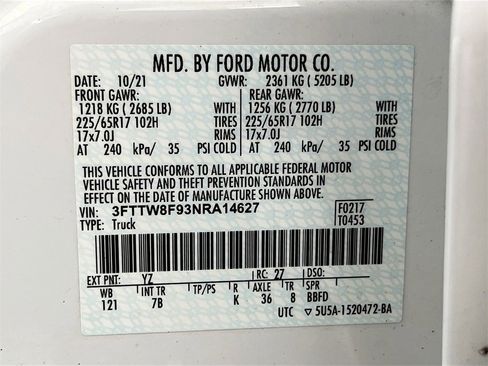 MFD. BY FORD MOTOR CO.
DATE: 10/21 GVWR: 2361 KG ( 5205 LB)
FRONT GAWR: REAR GAWR:
1218 KG ( 2685 LB) WITH 1256 KG ( 2770 LB) WITH
225/65R17 102H TIRES 225/65R17 102H TIRES
17x7.0J RIMS 17x7.0J RIMS
AT 240 kPa/ 35 PSI COLD AT 240 kPa/ 35 PSI COLD
THIS VEHICLE CONFORMS TO ALL APPLICABLE FEDERAL MOTOR
VEHICLE SAFETY AND THEFT PREVENTION STANDARDS IN
EFFECT ON THE DATE OF MANUFACTURE SHOWN ABOVE.
VIN: 3FTTW8F93NRA14627 F0217
TYPE: Truck T0453
EXT PNT: YZ RC: 27 DSO:
WB INT TR TP/PS R AXLE TR SPR
121 7B K 36 8 BBFD
UTC ▽5U5A-1520472-BA